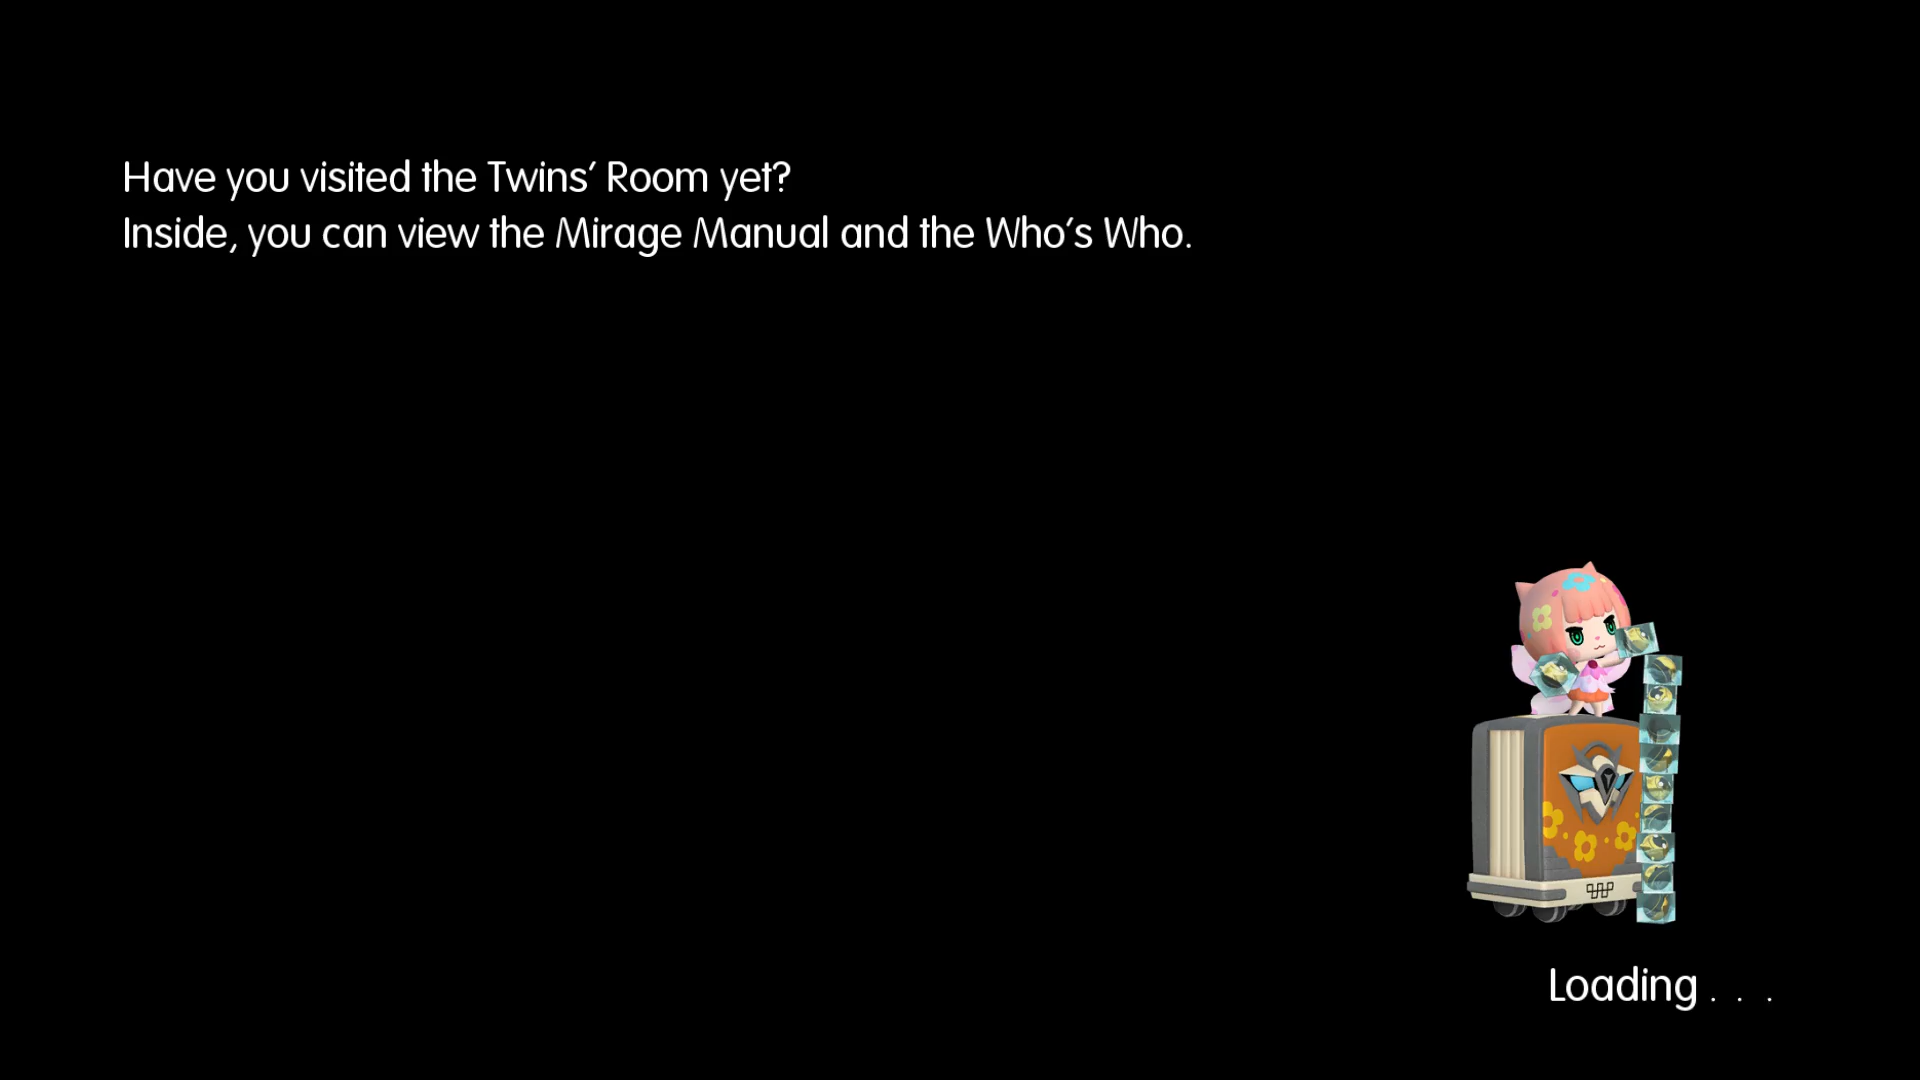 Have you visited the Twins' Room yet?
Inside, you can view the Mirage Manual and the Who's Who.
Loading . . .